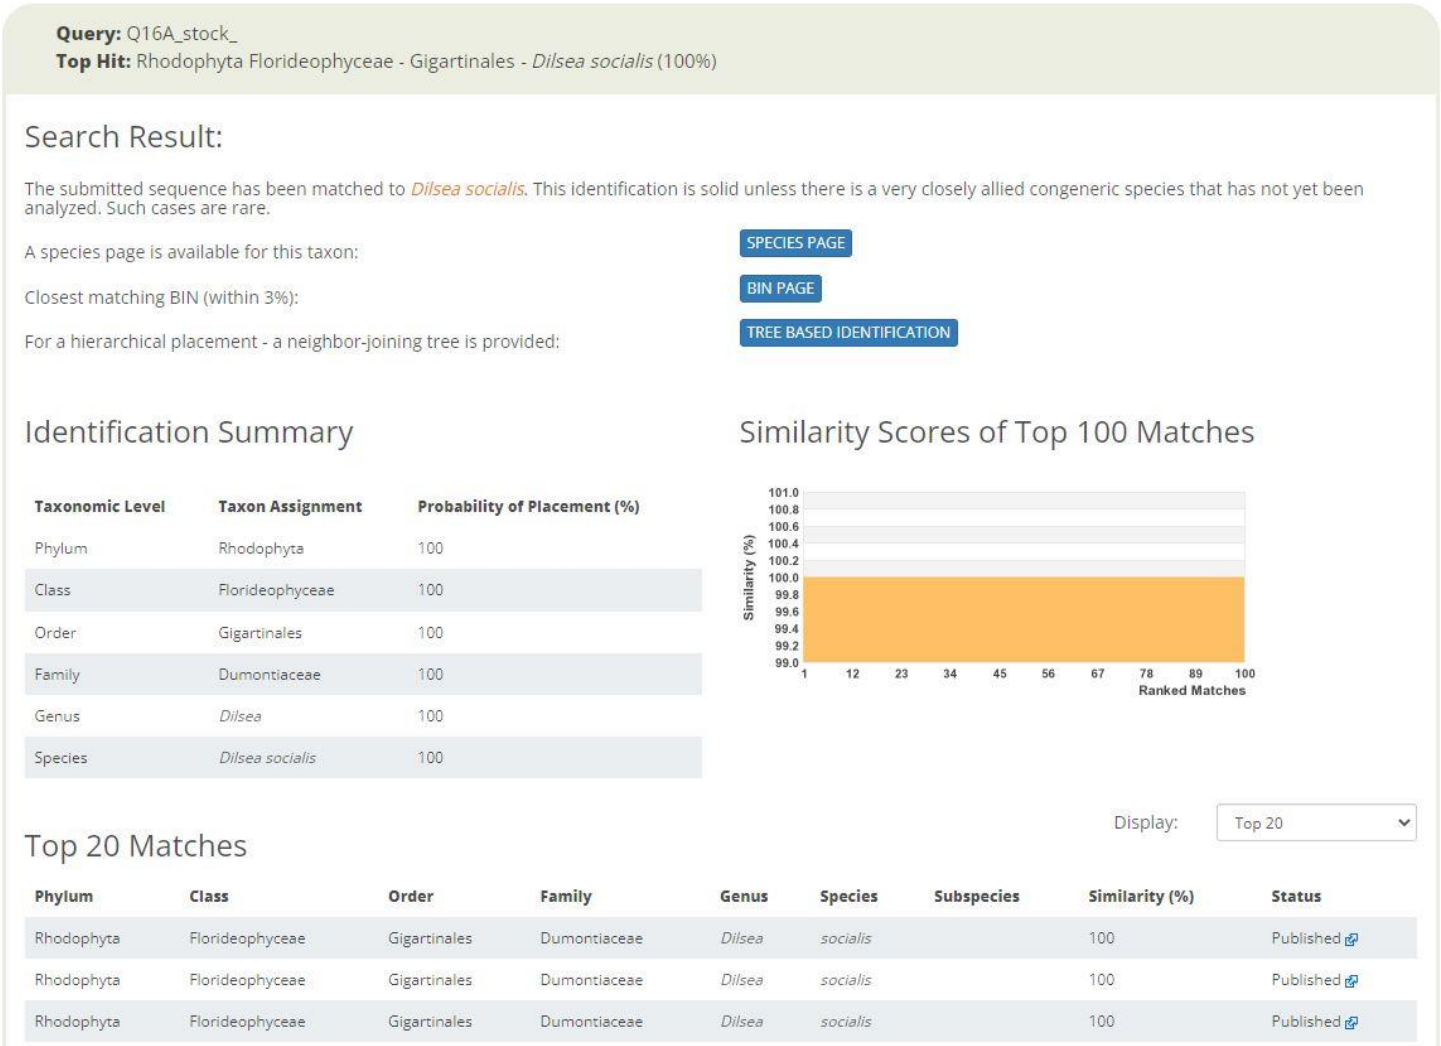 Query: Q16A_stock_
Top Hit: Rhodophyta Florideophyceae - Gigartinales - Dilsea socialis (100%)
Search Result:
The submitted sequence has been matched to Dilsea socialis. This identification is solid unless there is a very closely allied congeneric species that has not yet been
analyzed. Such cases are rare.
A species page is available for this taxon: SPECIES PAGE
Closest matching BIN (within 3%): BIN PAGE
For a hierarchical placement - a neighbor-joining tree is provided: TREE BASED IDENTIFICATION
Identification Summary
Taxonomic Level Taxon Assignment Probability of Placement (%)
Phylum Rhodophyta 100
Class Florideophyceae 100
Order Gigartinales 100
Family Dumontiaceae 100
Genus Dilsea 100
Species Dilsea socialis 100
Similarity Scores of Top 100 Matches
Similarity (%)
101.0
100.8
100.6
100.4
100.2
100.0
99.8
99.6
99.4
99.2
99.0
1 12 23 34 45 56 67 78 89 100
Ranked Matches
Display: Top 20
Top 20 Matches
Phylum Class Order Family Genus Species Subspecies Similarity (%) Status
Rhodophyta Florideophyceae Gigartinales Dumontiaceae Dilsea socialis 100 Published
Rhodophyta Florideophyceae Gigartinales Dumontiaceae Dilsea socialis 100 Published
Rhodophyta Florideophyceae Gigartinales Dumontiaceae Dilsea socialis 100 Published